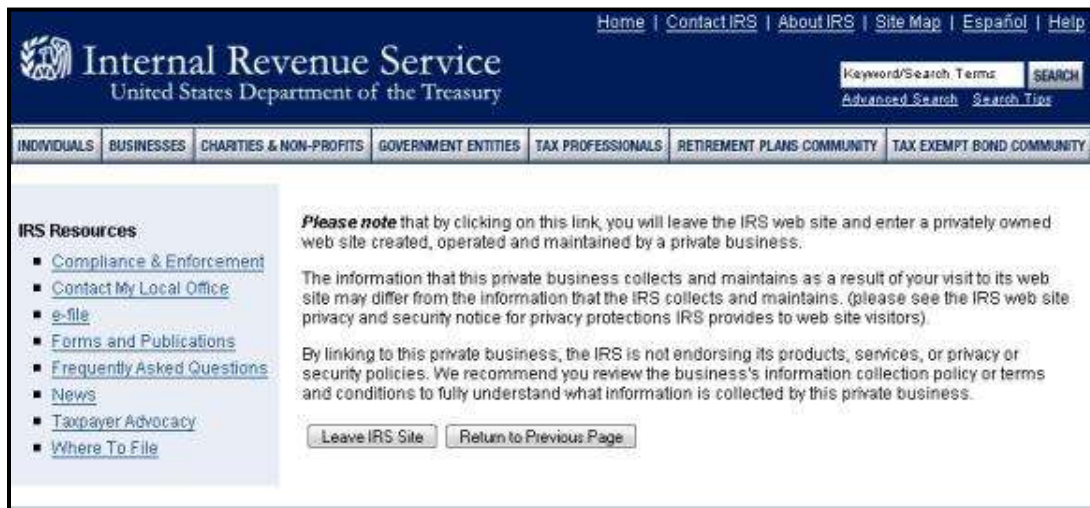 Home | Contact IRS | About IRS | Site Map | Español | Help
Internal Revenue Service
United States Department of the Treasury
Keyword/Search Terms SEARCH
Advanced Search Search Tips
INDIVIDUALS BUSINESSES CHARITIES & NON-PROFITS GOVERNMENT ENTITIES TAX PROFESSIONALS RETIREMENT PLANS COMMUNITY TAX EXEMPT BOND COMMUNITY
IRS Resources
Compliance & Enforcement
Contact My Local Office
e-file
Forms and Publications
Frequently Asked Questions
News
Taxpayer Advocacy
Where To File
Please note that by clicking on this link, you will leave the IRS web site and enter a privately owned
web site created, operated and maintained by a private business.
The information that this private business collects and maintains as a result of your visit to its web
site may differ from the information that the IRS collects and maintains. (please see the IRS web site
privacy and security notice for privacy protections IRS provides to web site visitors).
By linking to this private business, the IRS is not endorsing its products, services, or privacy or
security policies. We recommend you review the business's information collection policy or terms
and conditions to fully understand what information is collected by this private business.
Leave IRS Site Return to Previous Page